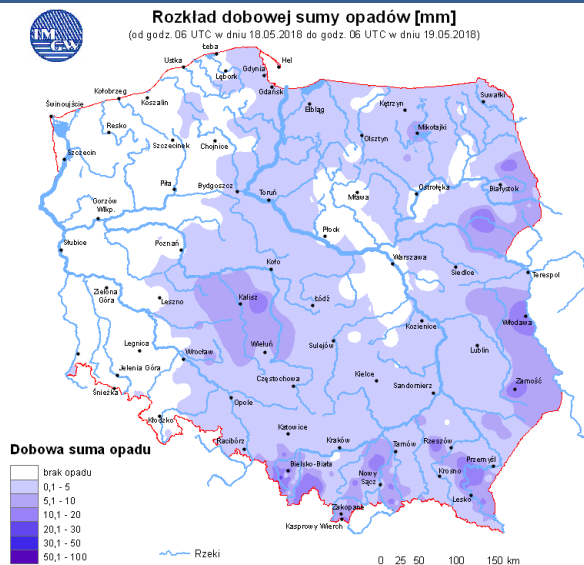 IM
GW
Rozkład dobowej sumy opadów [mm]
(od godz. 06 UTC w dniu 18.05.2018 do godz. 06 UTC w dniu 19.05.2018)
Łeba
Hel
Ustka
Gdynia
Lębork
Gdańsk
Suwałki
Kołobrzeg
Koszalin
Kętrzyn
Świnoujście
Elbląg
Resko
Mikołajki
Olsztyn
Szczecinek
Chojnice
Szczecin
Piła
Bydgoszcz
Ostrołęka
Białystok
Toruń
Mława
Gorzów
Wlkp.
Płock
Słubice
Poznań
Warszawa
Koło
Siedlce
Terespol
Zielona
Góra
Leszno
Kalisz
Łódź
Kozienice
Włodawa
Legnica
Wieluń
Sulejów
Wrocław
Lublin
Jelenia Góra
Kielce
Śnieżka
Częstochowa
Sandomierz
Zamość
Opole
Kłodzko
Katowice
Racibórz
Kraków
Tarnów
Rzeszów
Dobowa suma opadu
Bielsko-Biała
Przemyśl
brak opadu
Nowy
Sącz
Krosno
0,1 - 5
5,1 - 10
Lesko
10,1 - 20
Zakopane
20,1 - 30
Kasprowy Wierch
30,1 - 50
50,1 - 100
Rzeki
0 25 50 100 150 km